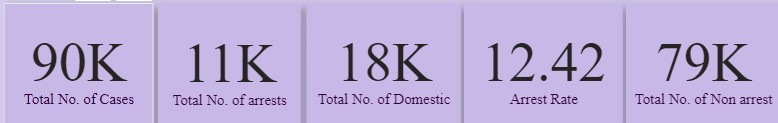 90K
Total No. of Cases
11K
Total No. of arrests
18K
Total No. of Domestic
12.42
Arrest Rate
79K
Total No. of Non arrest